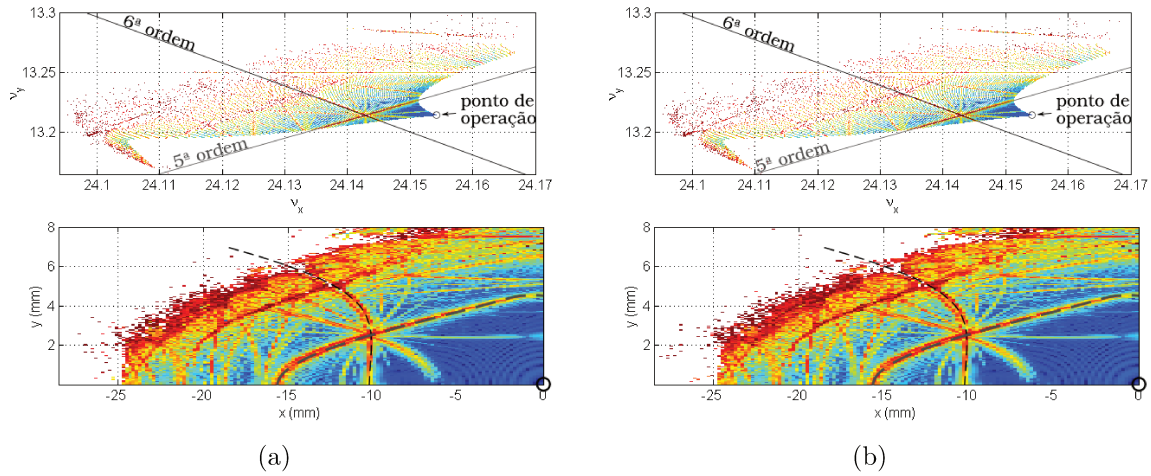 13.3
13.25
13.2
ν_y
6ª ordem
5ª ordem
ponto de
operação
24.1 24.11 24.12 24.13 24.14 24.15 24.16 24.17
ν_x
8
6
4
2
y (mm)
-25 -20 -15 -10 -5 0
x (mm)
(a)
13.3
13.25
13.2
ν_y
6ª ordem
5ª ordem
ponto de
operação
24.1 24.11 24.12 24.13 24.14 24.15 24.16 24.17
ν_x
8
6
4
2
y (mm)
-25 -20 -15 -10 -5 0
x (mm)
(b)